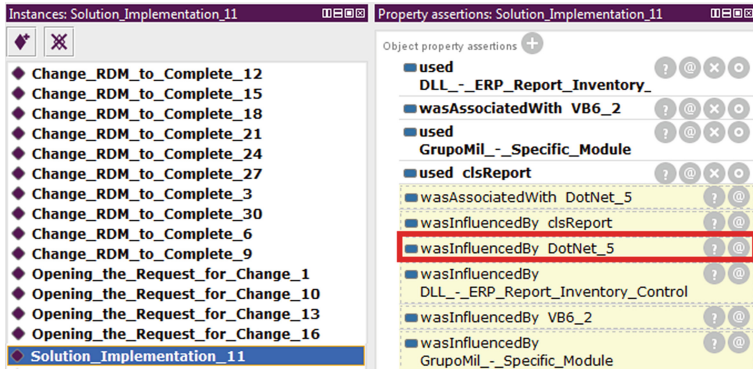 Instances: Solution_Implementation_11
Change_RDM_to_Complete_12
Change_RDM_to_Complete_15
Change_RDM_to_Complete_18
Change_RDM_to_Complete_21
Change_RDM_to_Complete_24
Change_RDM_to_Complete_27
Change_RDM_to_Complete_3
Change_RDM_to_Complete_30
Change_RDM_to_Complete_6
Change_RDM_to_Complete_9
Opening_the_Request_for_Change_1
Opening_the_Request_for_Change_10
Opening_the_Request_for_Change_13
Opening_the_Request_for_Change_16
Solution_Implementation_11
Property assertions: Solution_Implementation_11
Object property assertions
used
DLL_-_ERP_Report_Inventory_
wasAssociatedWith VB6_2
used
GrupoMil_-_Specific_Module
used clsReport
wasAssociatedWith DotNet_5
wasInfluencedBy clsReport
wasInfluencedBy DotNet_5
wasInfluencedBy
DLL_-_ERP_Report_Inventory_Control
wasInfluencedBy VB6_2
wasInfluencedBy
GrupoMil_-_Specific_Module